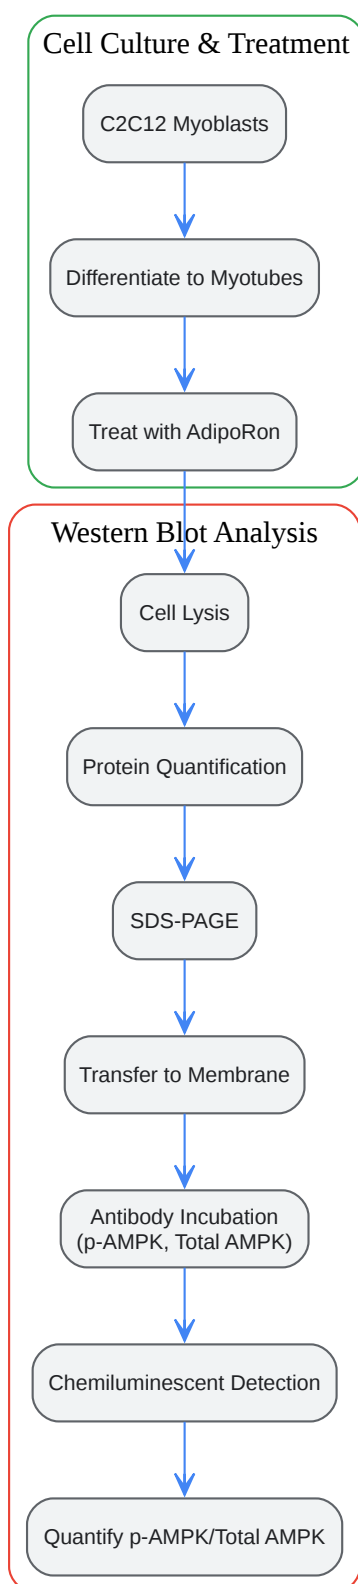 Cell Culture & Treatment
C2C12 Myoblasts
Differentiate to Myotubes
Treat with AdipoRon
Western Blot Analysis
Cell Lysis
Protein Quantification
SDS-PAGE
Transfer to Membrane
Antibody Incubation
(p-AMPK, Total AMPK)
Chemiluminescent Detection
Quantify p-AMPK/Total AMPK